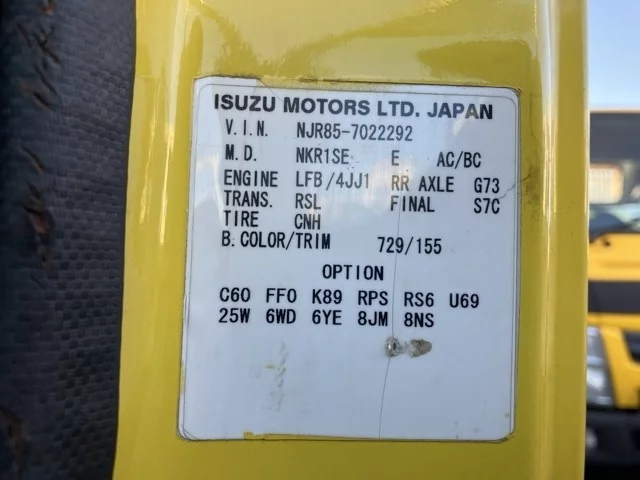 ISUZU MOTORS LTD. JAPAN
V.I.N. NJR85-7022292
M.D. NKR1SE E AC/BC
ENGINE LFB/4JJ1 RR AXLE G73
TRANS. RSL FINAL S7C
TIRE CNH
B.COLOR/TRIM 729/155
OPTION
C60 FF0 K89 RPS RS6 U69
25W 6WD 6YE 8JM 8NS